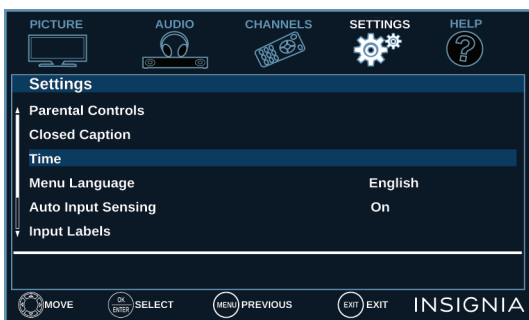 PICTURE AUDIO CHANNELS SETTINGS HELP
?
Settings
Parental Controls
Closed Caption
Time
Menu Language English
Auto Input Sensing On
Input Labels
MOVE OK ENTER SELECT MENU PREVIOUS EXIT EXIT INSIGNIA